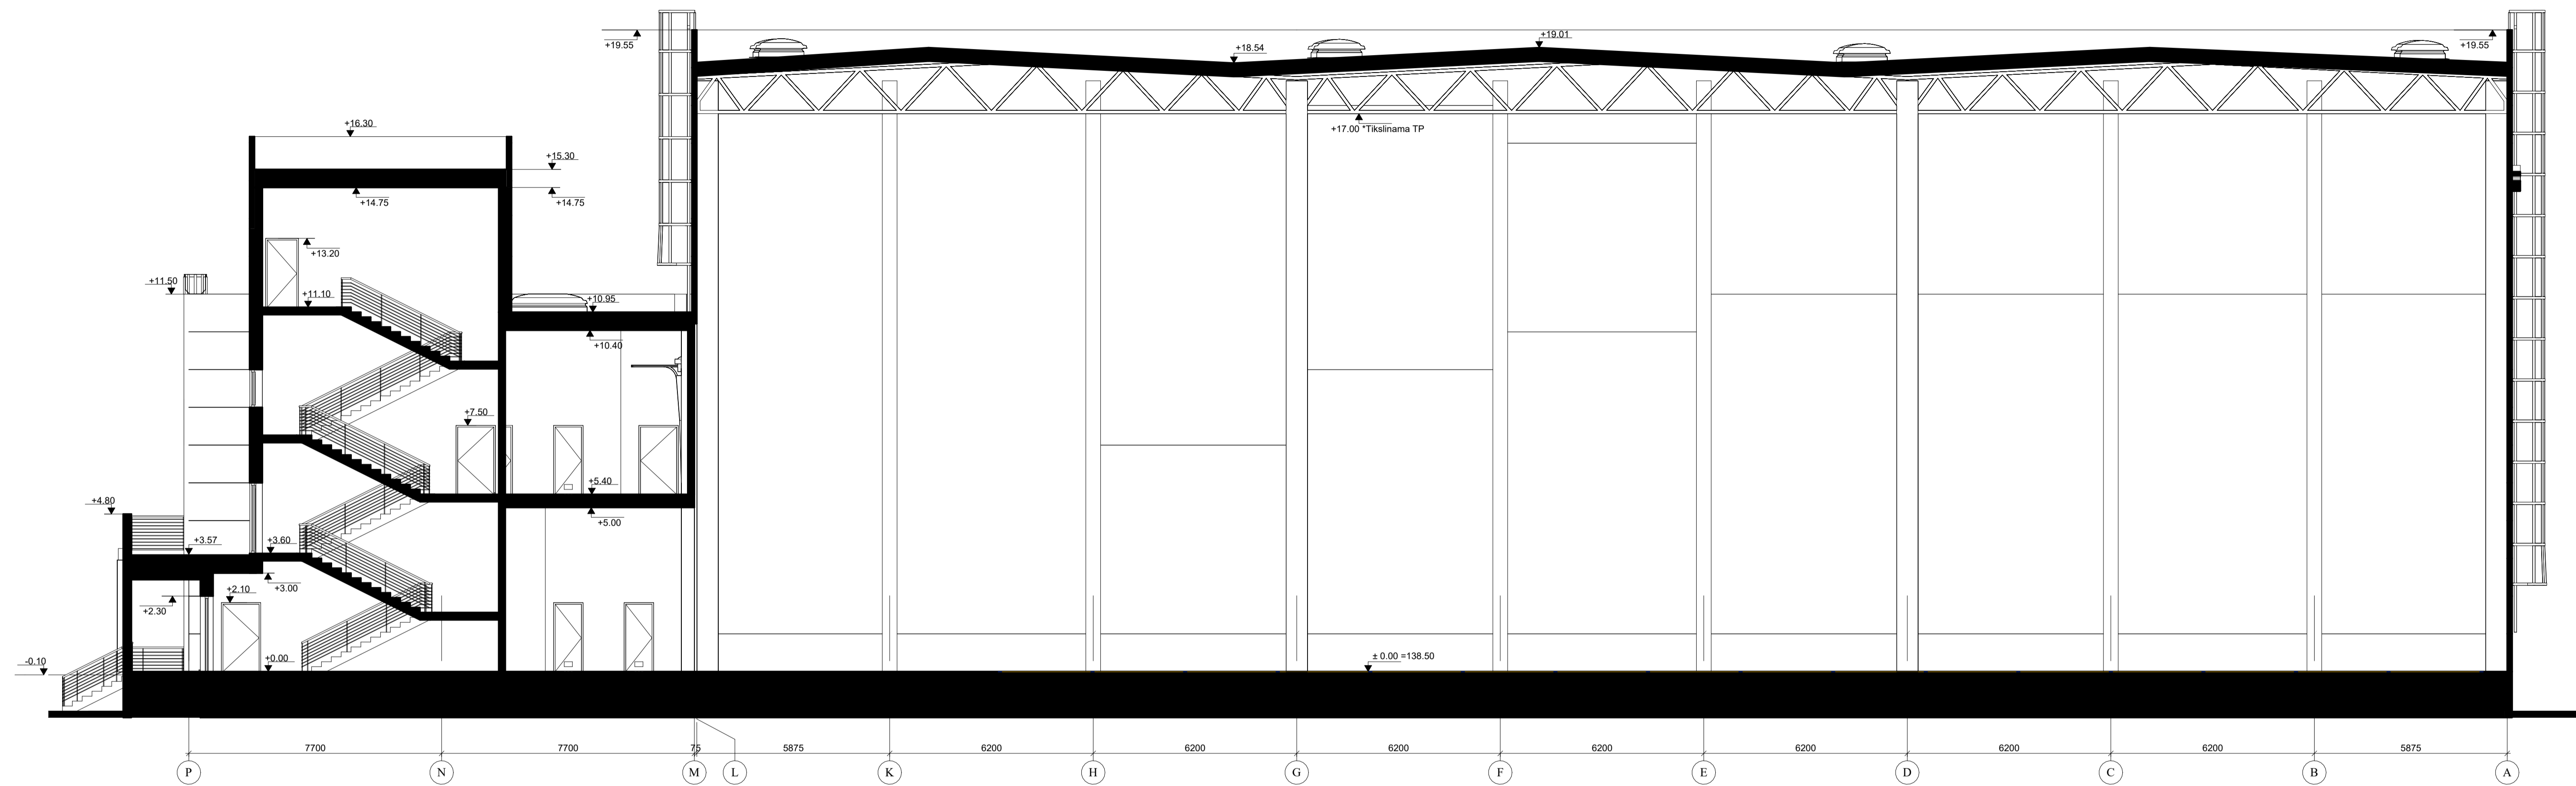 +19.55
+18.54
+19.01
+19.55
+16.30
+17.00 *Tikslinama TP
+15.30
+14.75
+14.75
+13.20
+11.50
+11.10
+10.95
+10.40
+7.50
+5.40
+4.80
+5.00
+3.57
+3.60
+3.00
+2.10
+2.30
-0.10
+0.00
± 0.00 =138.50
7700
7700
75
5875
6200
6200
6200
6200
6200
6200
6200
5875
P
N
M
L
K
H
G
F
E
D
C
B
A